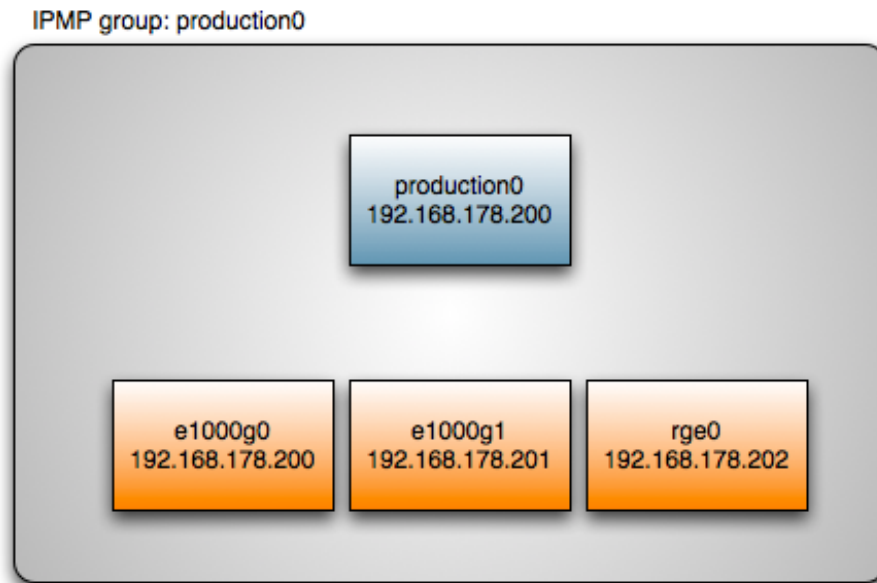 IPMP group: production0
production0
192.168.178.200
e1000g0
192.168.178.200
e1000g1
192.168.178.201
rge0
192.168.178.202